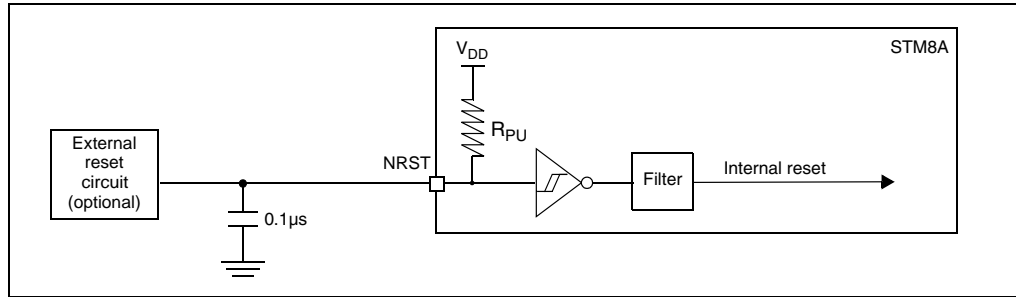 STM8A
VDD
RPU
External
reset
circuit
(optional)
NRST
Filter
Internal reset
0.1µs